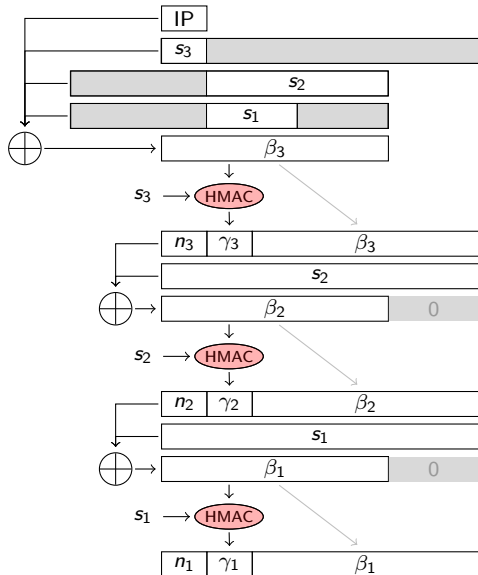 IP
s₃
s₂
s₁
β₃
s₃ HMAC
n₃ γ₃ β₃
s₂
β₂ 0
s₂ HMAC
n₂ γ₂ β₂
s₁
β₁ 0
s₁ HMAC
n₁ γ₁ β₁